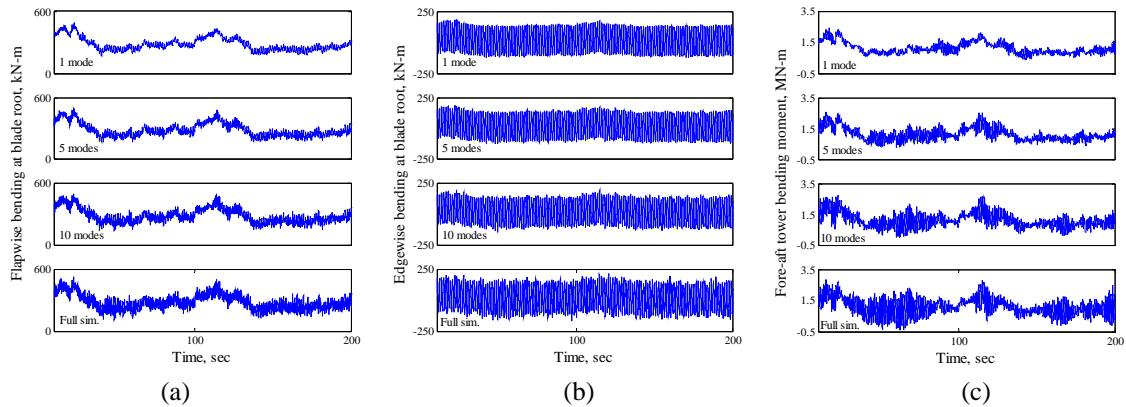 Flapwise bending at blade root, kN-m
600
0
1 mode
600
0
5 modes
600
0
10 modes
600
0
Full sim.
100
200
Time, sec
(a)
Edgewise bending at blade root, kN-m
250
-250
1 mode
250
-250
5 modes
250
-250
10 modes
250
-250
Full sim.
100
200
Time, sec
(b)
Fore-aft tower bending moment, MN-m
3.5
1.5
-0.5
1 mode
3.5
1.5
-0.5
5 modes
3.5
1.5
-0.5
10 modes
3.5
1.5
-0.5
Full sim.
100
200
Time, sec
(c)